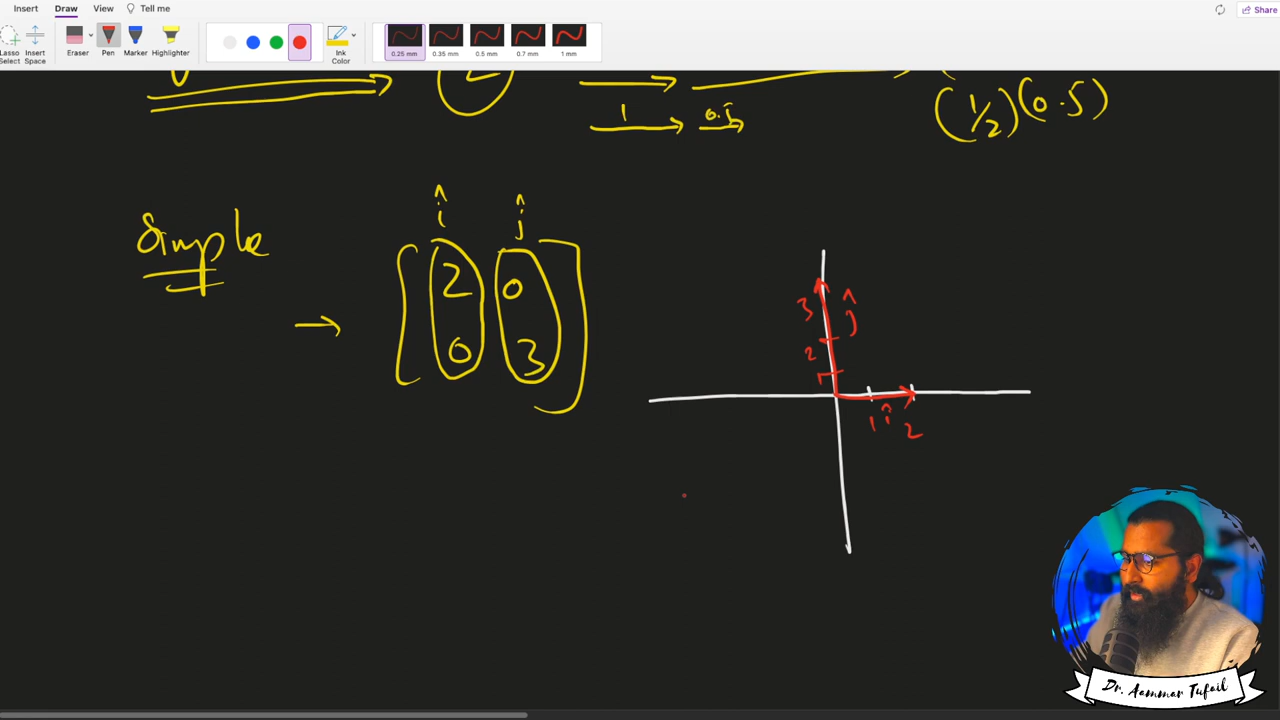 Insert Draw View Tell me
Share
Lasso Select
Insert Space
Eraser
Pen
Marker
Highlighter
Ink Color
0.25 mm 0.35 mm 0.5 mm 0.7 mm 1 mm
1 0.5
(1/2)(0.5)
Simple
î ĵ
→ [ 2 0
0 3 ]
3 ĵ
2
1
1 î 2
Dr. Aammar Tufail